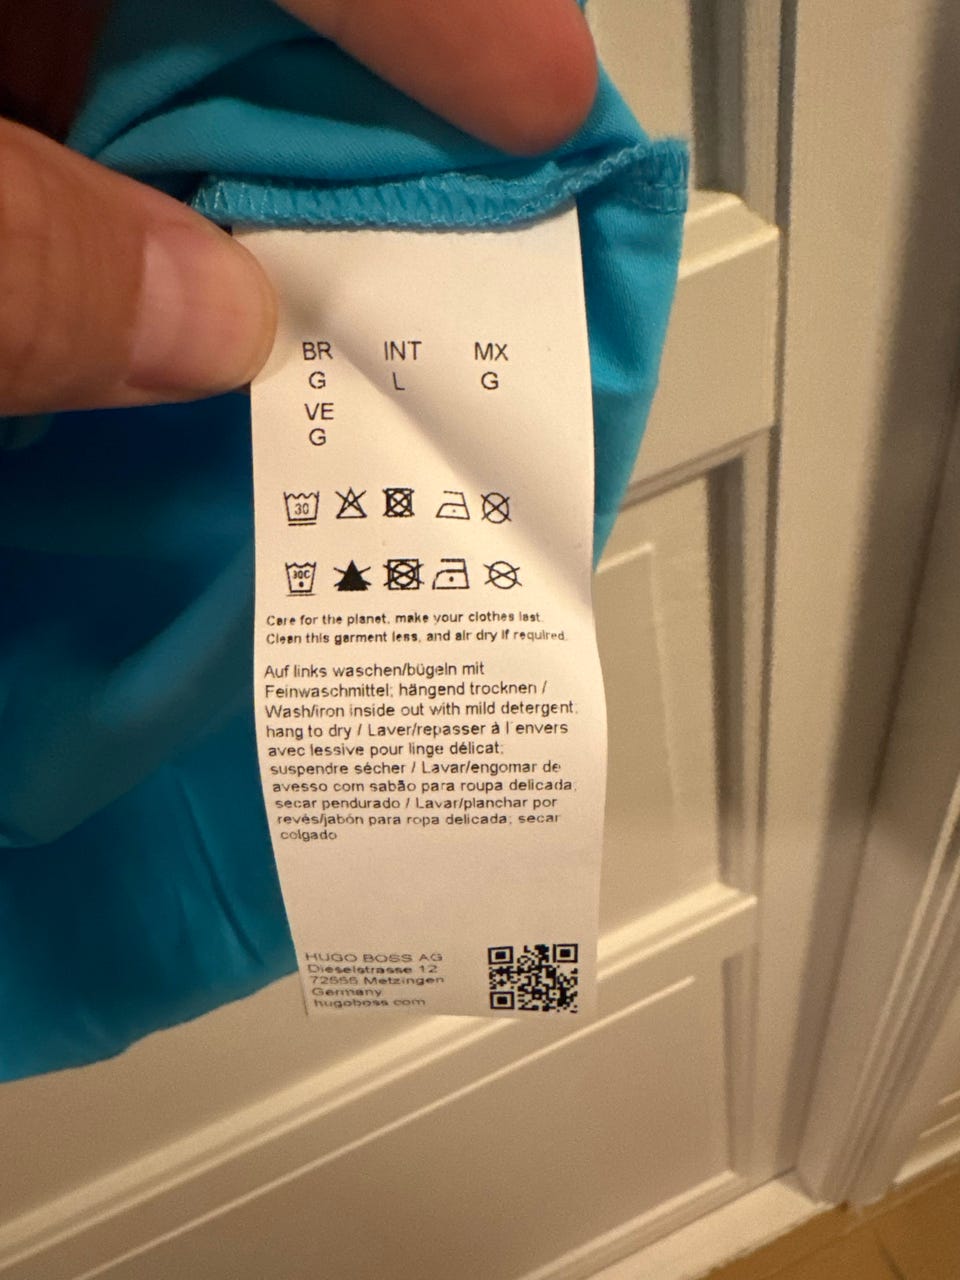 BR INT MX
G L G
VE
G
30
30C
Care for the planet, make your clothes last.
Clean this garment less, and air dry if required.
Auf links waschen/bügeln mit
Feinwaschmittel; hängend trocknen /
Wash/iron inside out with mild detergent;
hang to dry / Laver/repasser à l'envers
avec lessive pour linge délicat;
suspendre sécher / Lavar/engomar de
avesso com sabão para roupa delicada;
secar pendurado / Lavar/planchar por
revés/jabón para ropa delicada; secar
colgado
HUGO BOSS AG
Dieselstrasse 12
72555 Metzingen
Germany
hugoboss.com